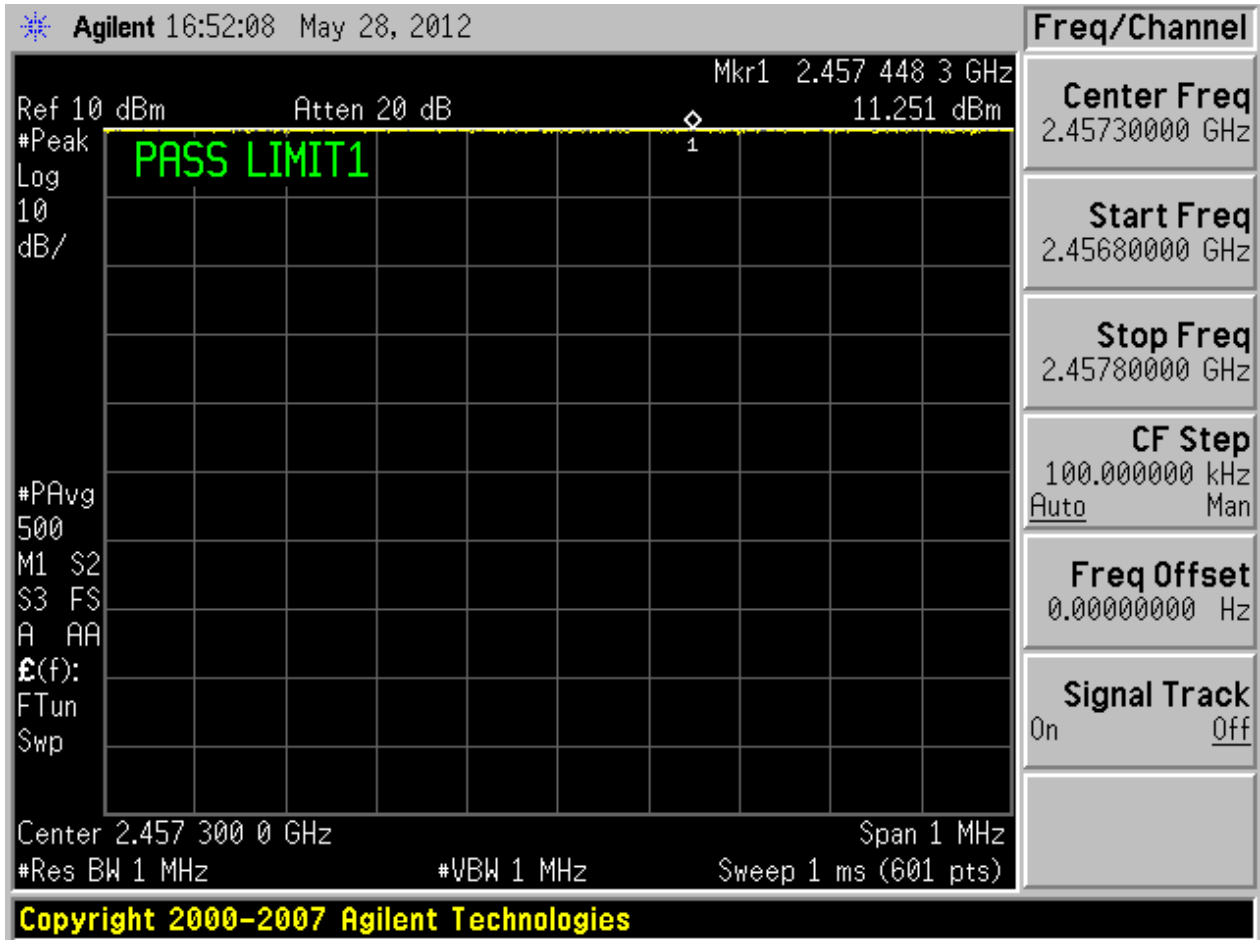 Agilent 16:52:08 May 28, 2012
Freq/Channel
Mkr1 2.457 448 3 GHz
Ref 10 dBm Atten 20 dB 11.251 dBm
#Peak
Log
10
dB/
PASS LIMIT1
1
#PAvg
500
M1 S2
S3 FS
A AA
£(f):
FTun
Swp
Center 2.457 300 0 GHz Span 1 MHz
#Res BW 1 MHz #VBW 1 MHz Sweep 1 ms (601 pts)
Center Freq
2.45730000 GHz
Start Freq
2.45680000 GHz
Stop Freq
2.45780000 GHz
CF Step
100.000000 kHz
Auto Man
Freq Offset
0.00000000 Hz
Signal Track
On Off
Copyright 2000-2007 Agilent Technologies